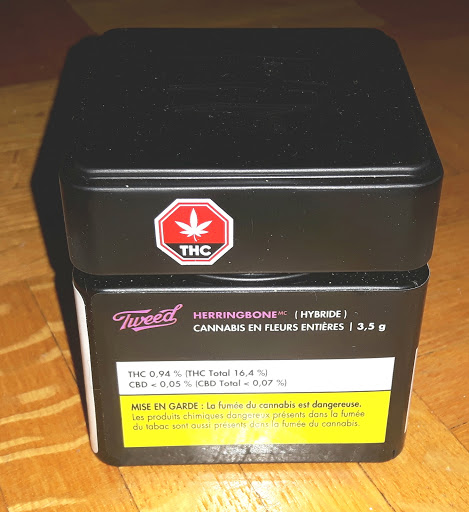 THC
Tweed HERRINGBONE MC ( HYBRIDE )
CANNABIS EN FLEURS ENTIÈRES | 3,5 g
THC 0,94 % (THC Total 16,4 %)
CBD < 0,05 % (CBD Total < 0,07 %)
MISE EN GARDE : La fumée du cannabis est dangereuse.
Les produits chimiques dangereux présents dans la fumée
du tabac sont aussi présents dans la fumée du cannabis.